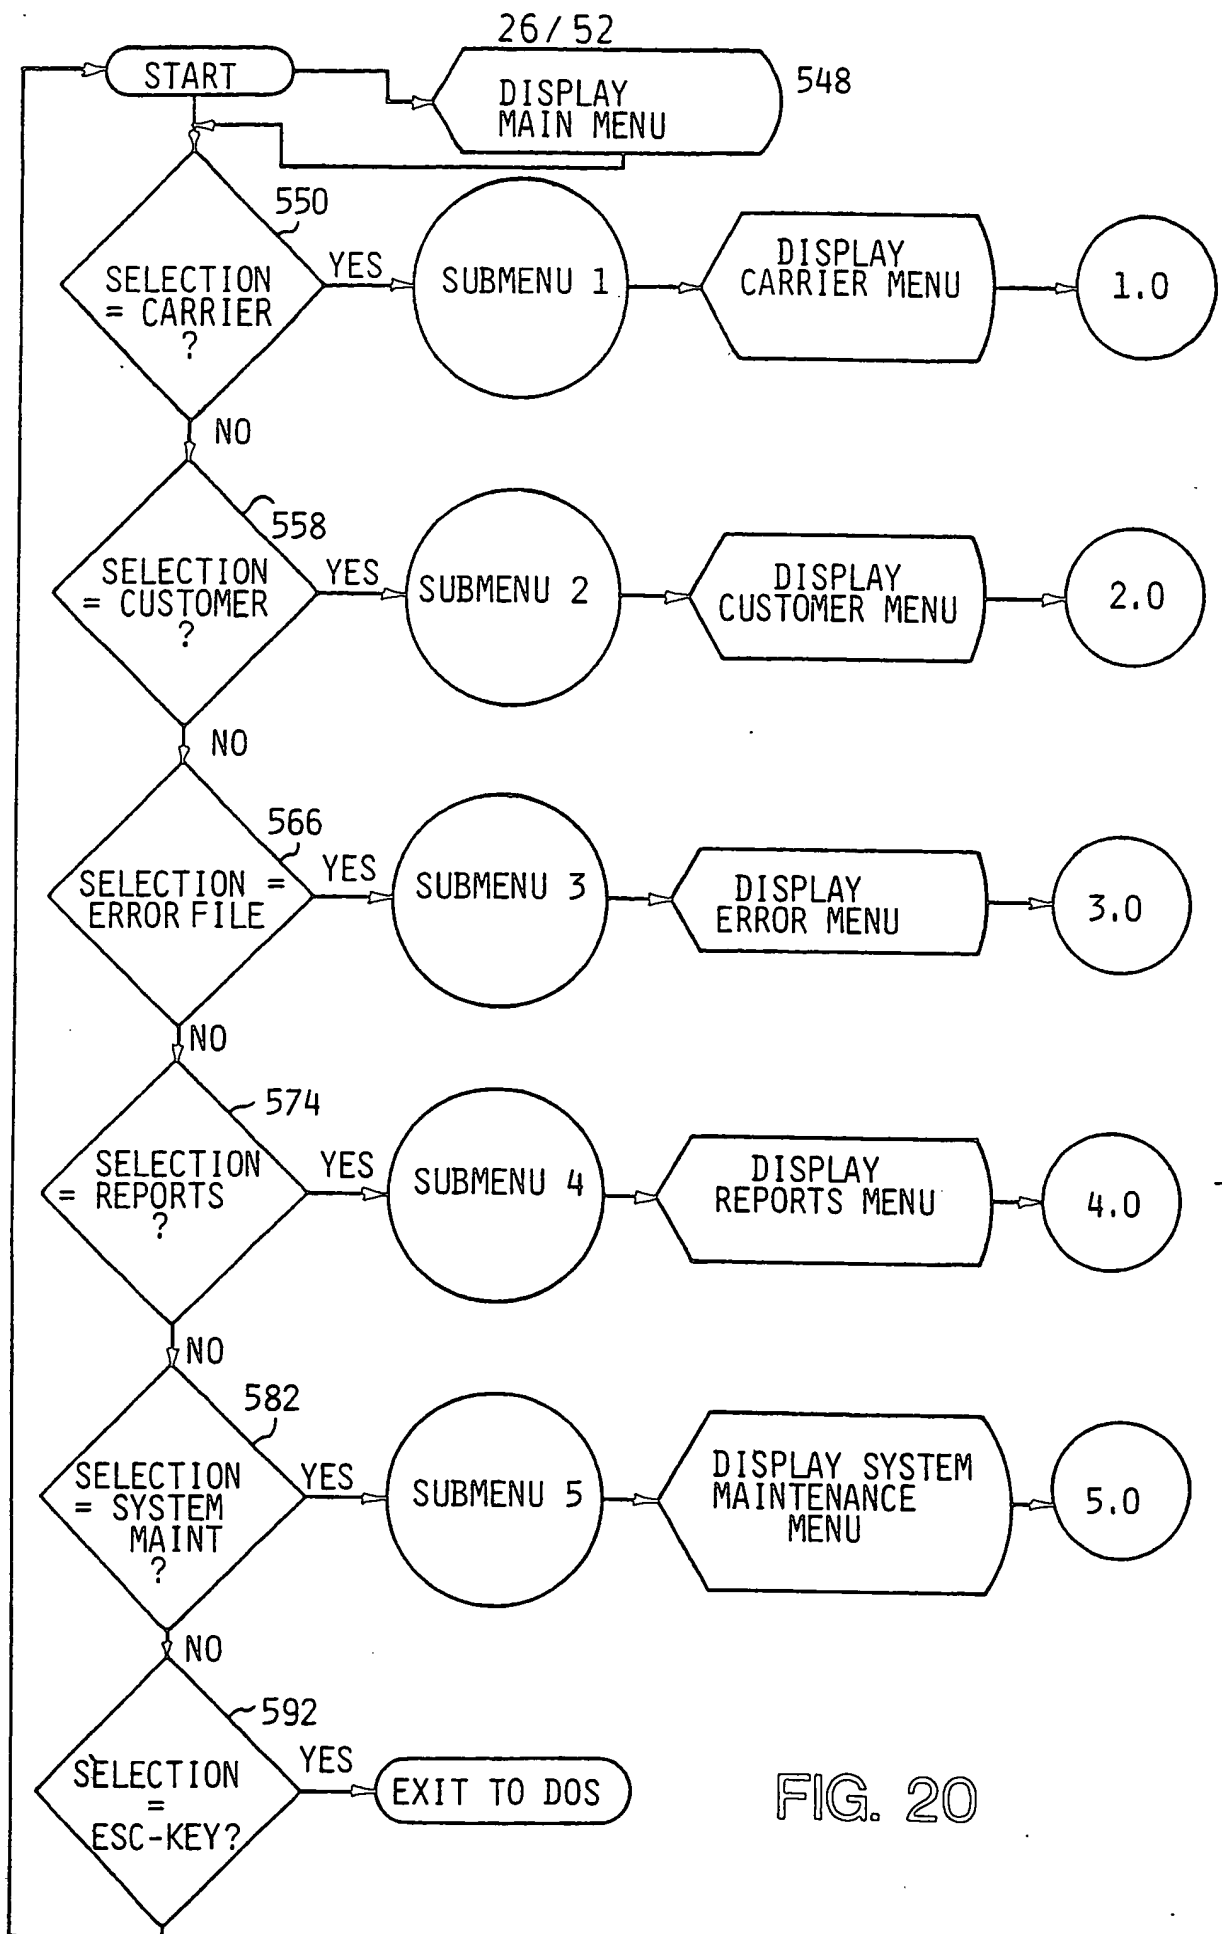 26/52
START
DISPLAY
MAIN MENU
548
550
SELECTION
= CARRIER
?
YES
SUBMENU 1
DISPLAY
CARRIER MENU
1.0
NO
558
SELECTION
= CUSTOMER
?
YES
SUBMENU 2
DISPLAY
CUSTOMER MENU
2.0
NO
566
SELECTION =
ERROR FILE
YES
SUBMENU 3
DISPLAY
ERROR MENU
3.0
NO
574
SELECTION
= REPORTS
?
YES
SUBMENU 4
DISPLAY
REPORTS MENU
4.0
NO
582
SELECTION
= SYSTEM
MAINT
?
YES
SUBMENU 5
DISPLAY SYSTEM
MAINTENANCE
MENU
5.0
NO
592
SELECTION
=
ESC-KEY?
YES
EXIT TO DOS
FIG. 20